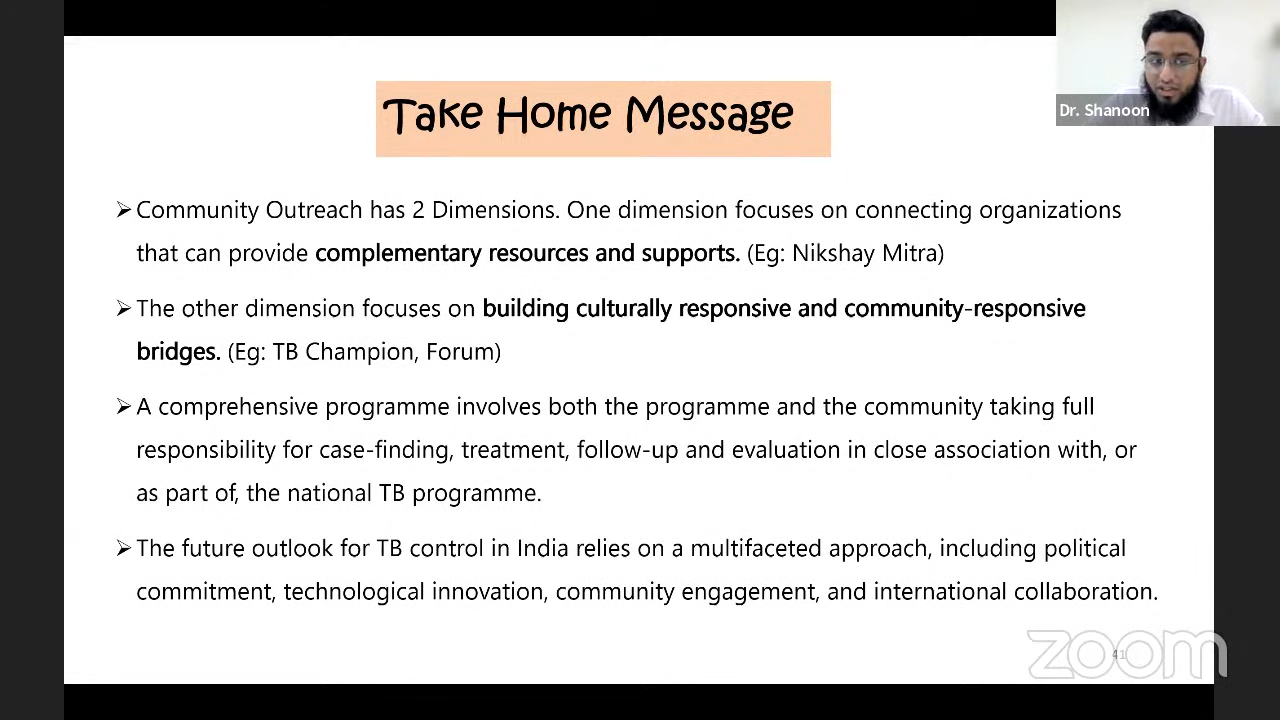 Take Home Message
Dr. Shanoon
➢Community Outreach has 2 Dimensions. One dimension focuses on connecting organizations
that can provide complementary resources and supports. (Eg: Nikshay Mitra)
➢The other dimension focuses on building culturally responsive and community-responsive
bridges. (Eg: TB Champion, Forum)
➢A comprehensive programme involves both the programme and the community taking full
responsibility for case-finding, treatment, follow-up and evaluation in close association with, or
as part of, the national TB programme.
➢The future outlook for TB control in India relies on a multifaceted approach, including political
commitment, technological innovation, community engagement, and international collaboration.
zoom
41